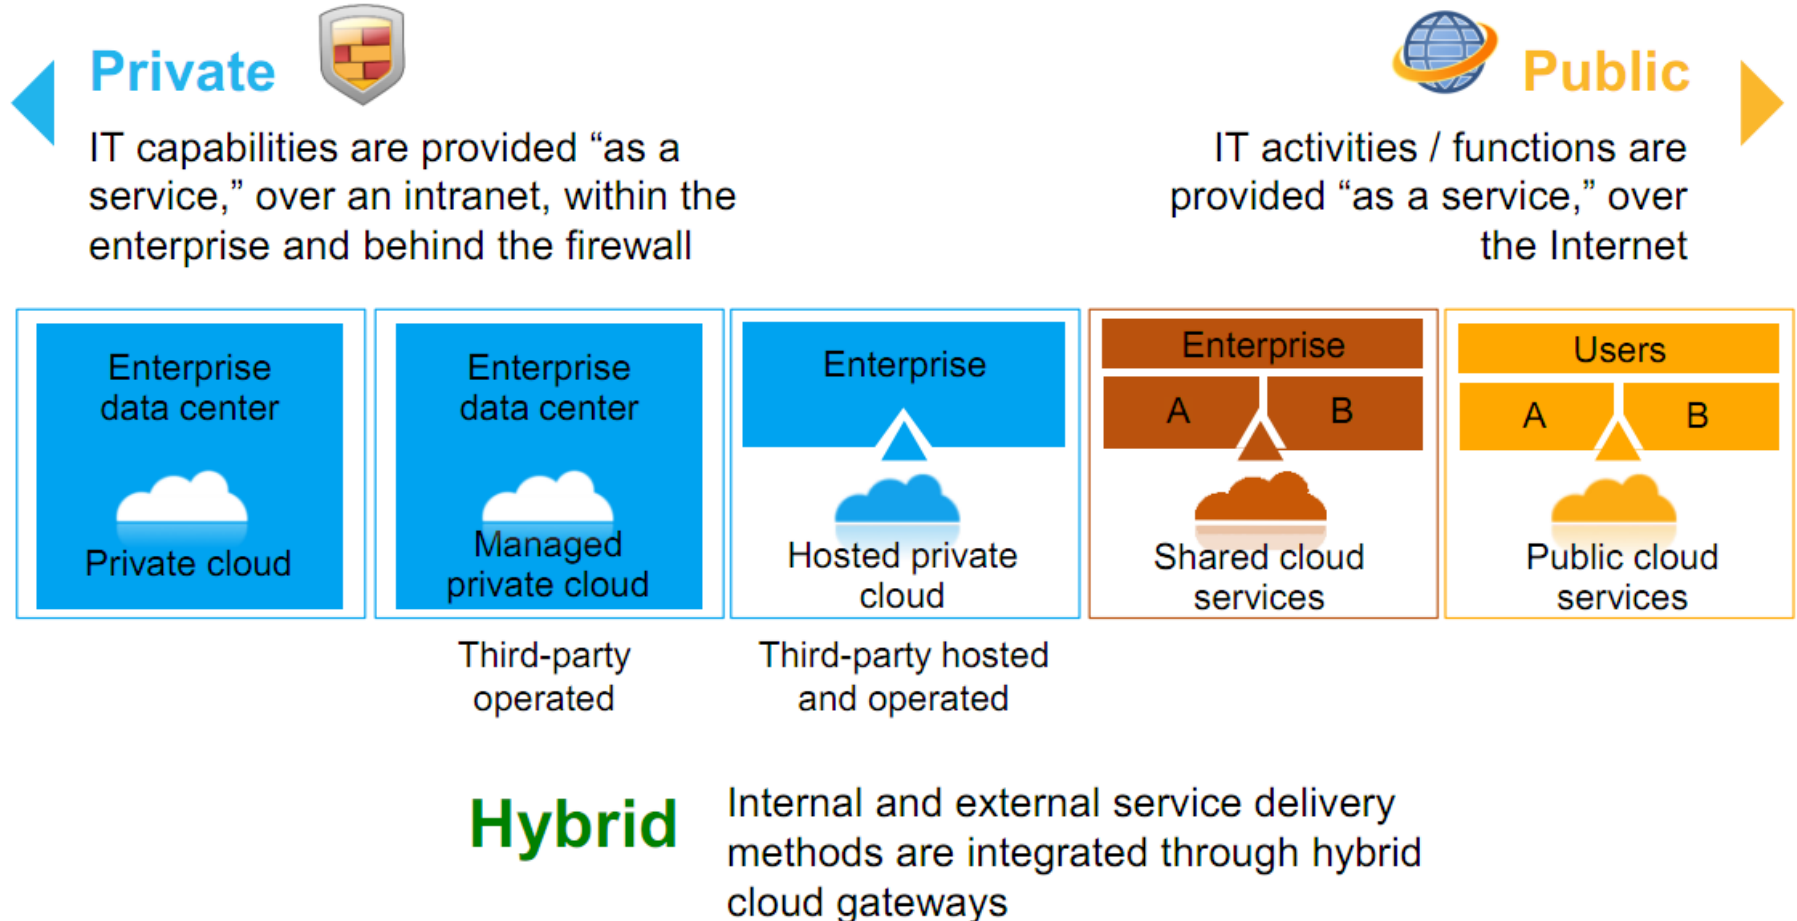 Private
IT capabilities are provided “as a
service,” over an intranet, within the
enterprise and behind the firewall
Public
IT activities / functions are
provided “as a service,” over
the Internet
Enterprise
data center
Private cloud
Enterprise
data center
Managed
private cloud
Third-party
operated
Enterprise
Hosted private
cloud
Third-party hosted
and operated
Enterprise
A B
Shared cloud
services
Users
A B
Public cloud
services
Hybrid
Internal and external service delivery
methods are integrated through hybrid
cloud gateways